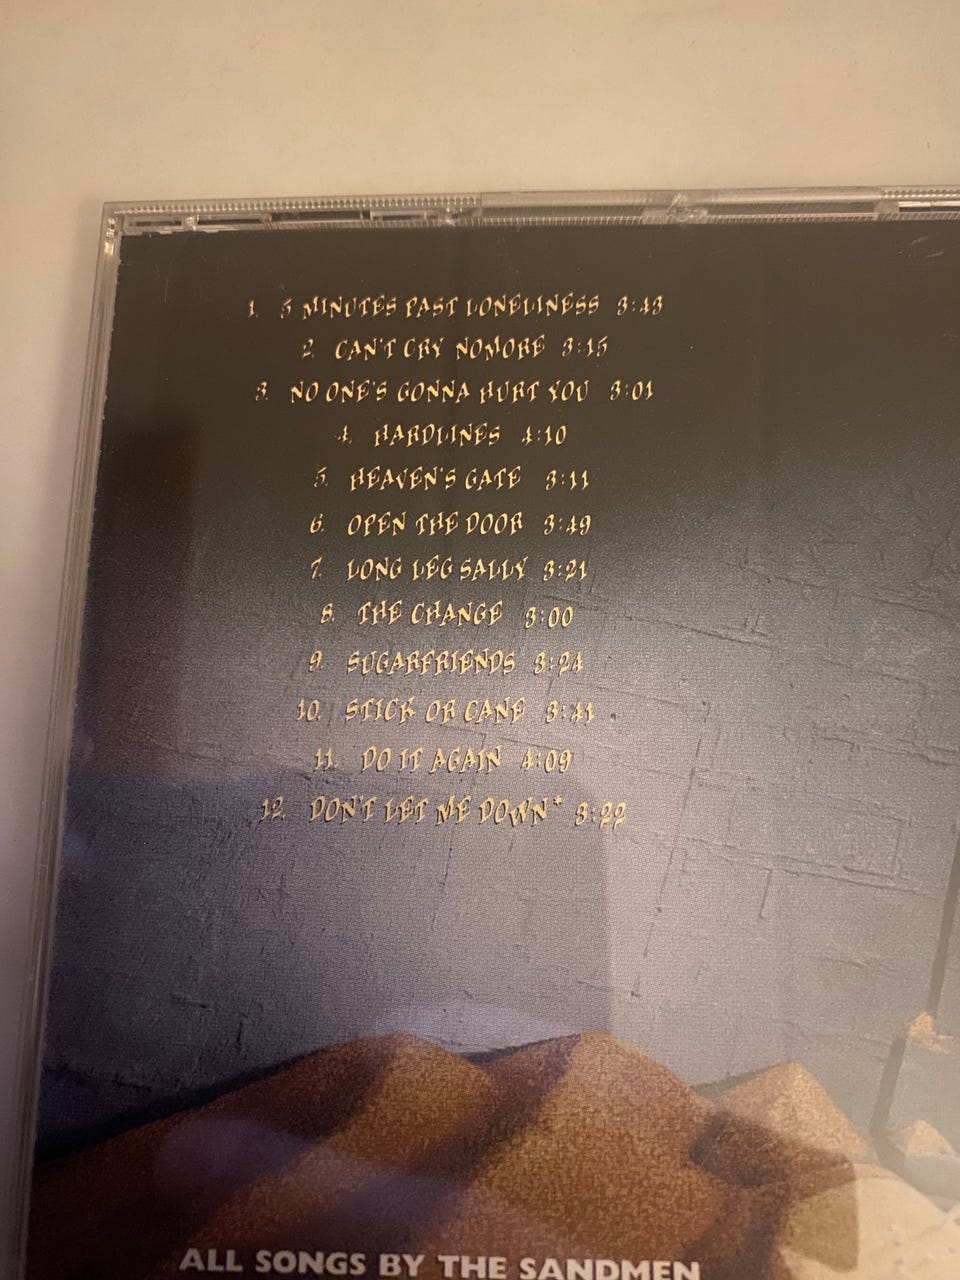 1. 5 MINUTES PAST LONELINESS 3:43
2. CAN'T CRY NOMORE 3:15
3. NO ONE'S GONNA HURT YOU 3:01
4. HARDLINES 4:10
5. HEAVEN'S GATE 3:11
6. OPEN THE DOOR 3:49
7. LONG LEG SALLY 3:21
8. THE CHANGE 3:00
9. SUGARFRIENDS 3:24
10. STICK OR CANE 3:41
11. DO IT AGAIN 4:09
12. DON'T LET ME DOWN* 3:22
ALL SONGS BY THE SANDMEN